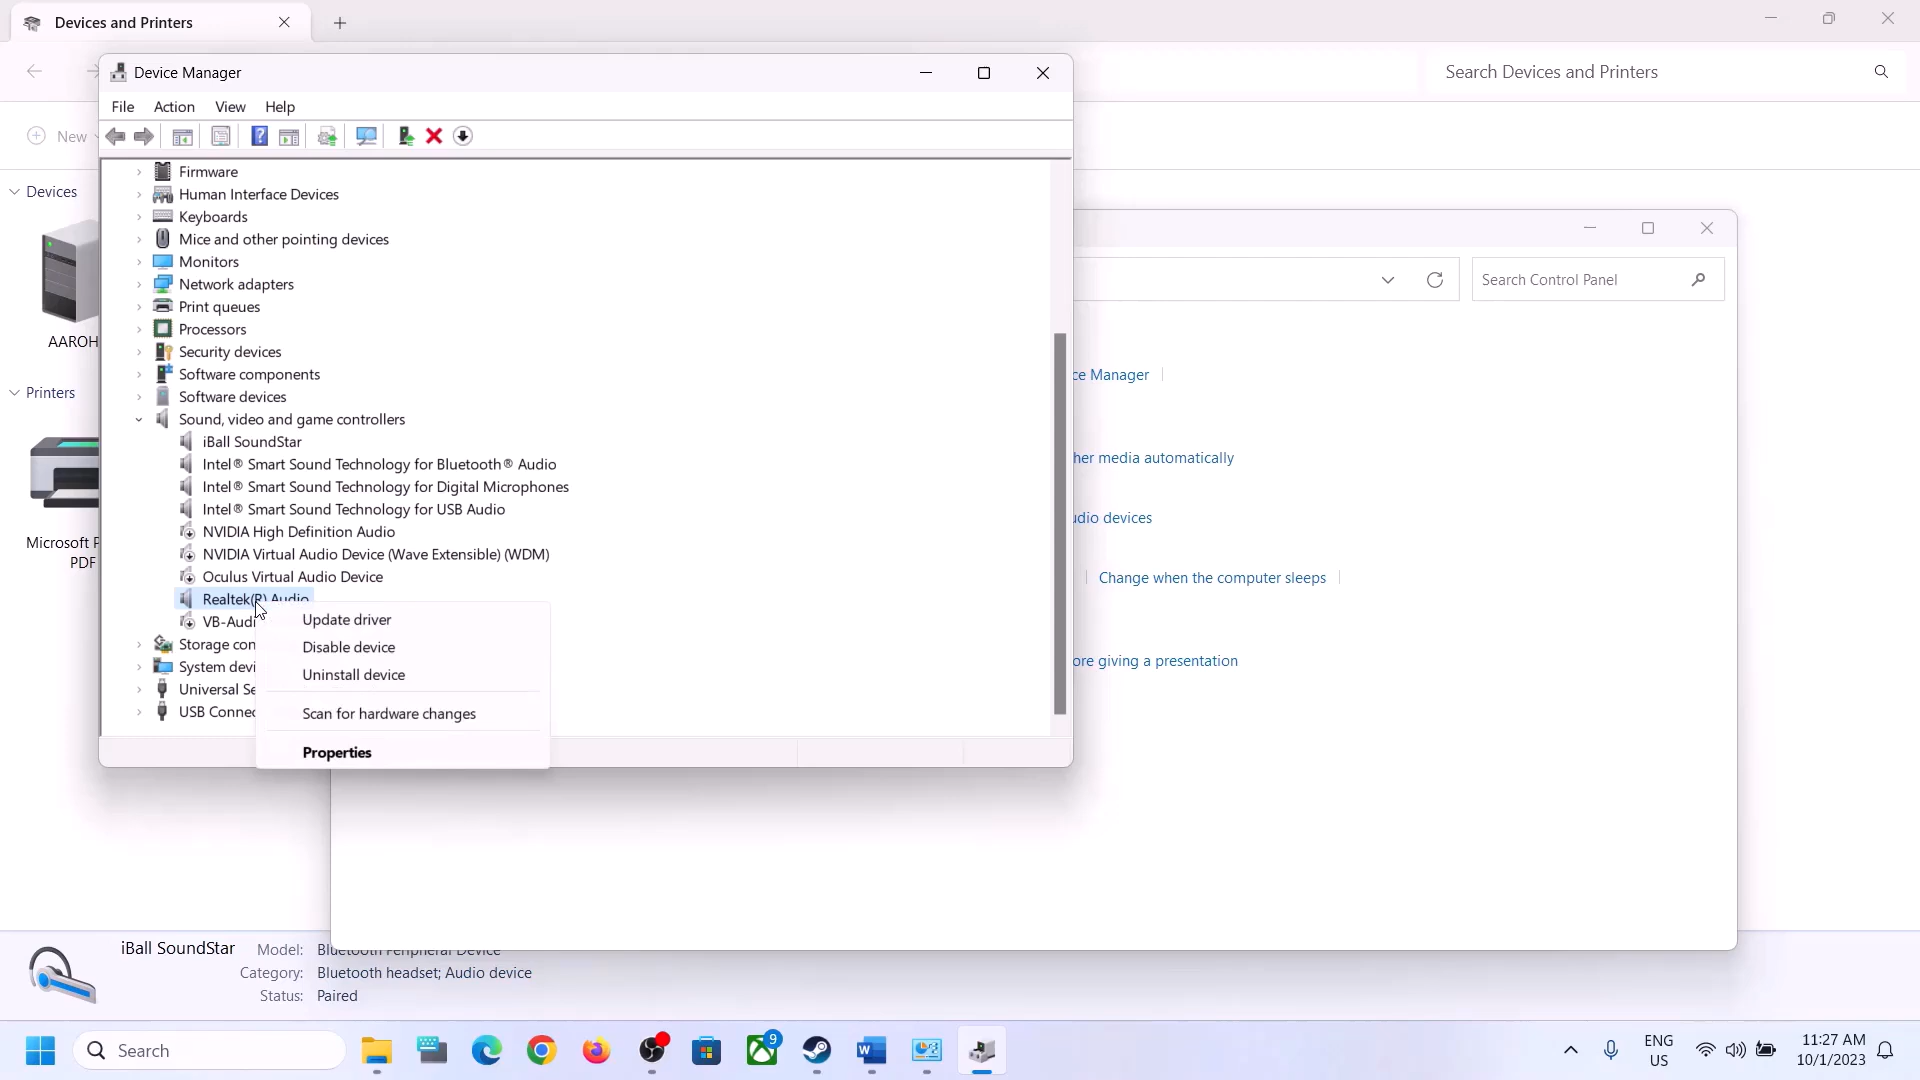 Devices and Printers
Search Devices and Printers
New
Devices
AAROH
Printers
Microsoft P
PDF
Device Manager
File Action View Help
Firmware
Human Interface Devices
Keyboards
Mice and other pointing devices
Monitors
Network adapters
Print queues
Processors
Security devices
Software components
Software devices
Sound, video and game controllers
iBall SoundStar
Intel® Smart Sound Technology for Bluetooth® Audio
Intel® Smart Sound Technology for Digital Microphones
Intel® Smart Sound Technology for USB Audio
NVIDIA High Definition Audio
NVIDIA Virtual Audio Device (Wave Extensible) (WDM)
Oculus Virtual Audio Device
Realtek(R) Audio
VB-Audi
Storage con
System devi
Universal Se
USB Connec
Update driver
Disable device
Uninstall device
Scan for hardware changes
Properties
Search Control Panel
ce Manager
her media automatically
udio devices
Change when the computer sleeps
ore giving a presentation
iBall SoundStar
Model: Bluetooth Peripheral Device
Category: Bluetooth headset; Audio device
Status: Paired
Search
9
ENG
US
11:27 AM
10/1/2023